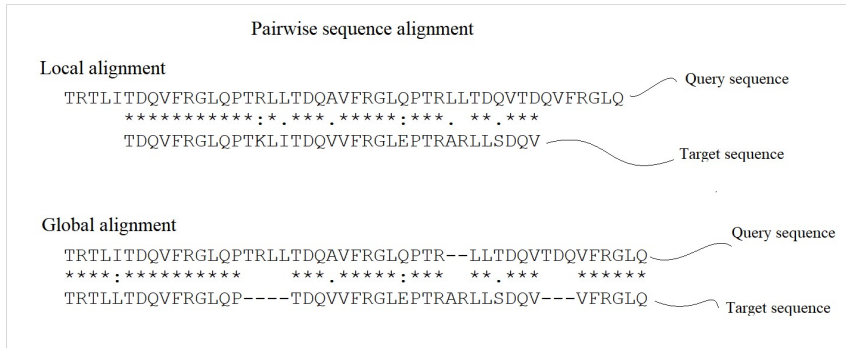 Pairwise sequence alignment
Local alignment
TRTLITDQVFRGLQPTRLLTDQAVFRGLQPTRLLTDQVTDQVFRGLQ Query sequence
***********:.***.*****:***. **.***
TDQVFRGLQPTKLITDQVVFRGLEPTRARLLSDQV Target sequence
Global alignment
TRTLITDQVFRGLQPTRLLTDQAVFRGLQPTR--LLTDQVTDQVFRGLQ Query sequence
****:********** ***.*****:*** **.*** ******
TRTLLTDQVFRGLQP----TDQVVFRGLEPTRARLLSDQV---VFRGLQ Target sequence